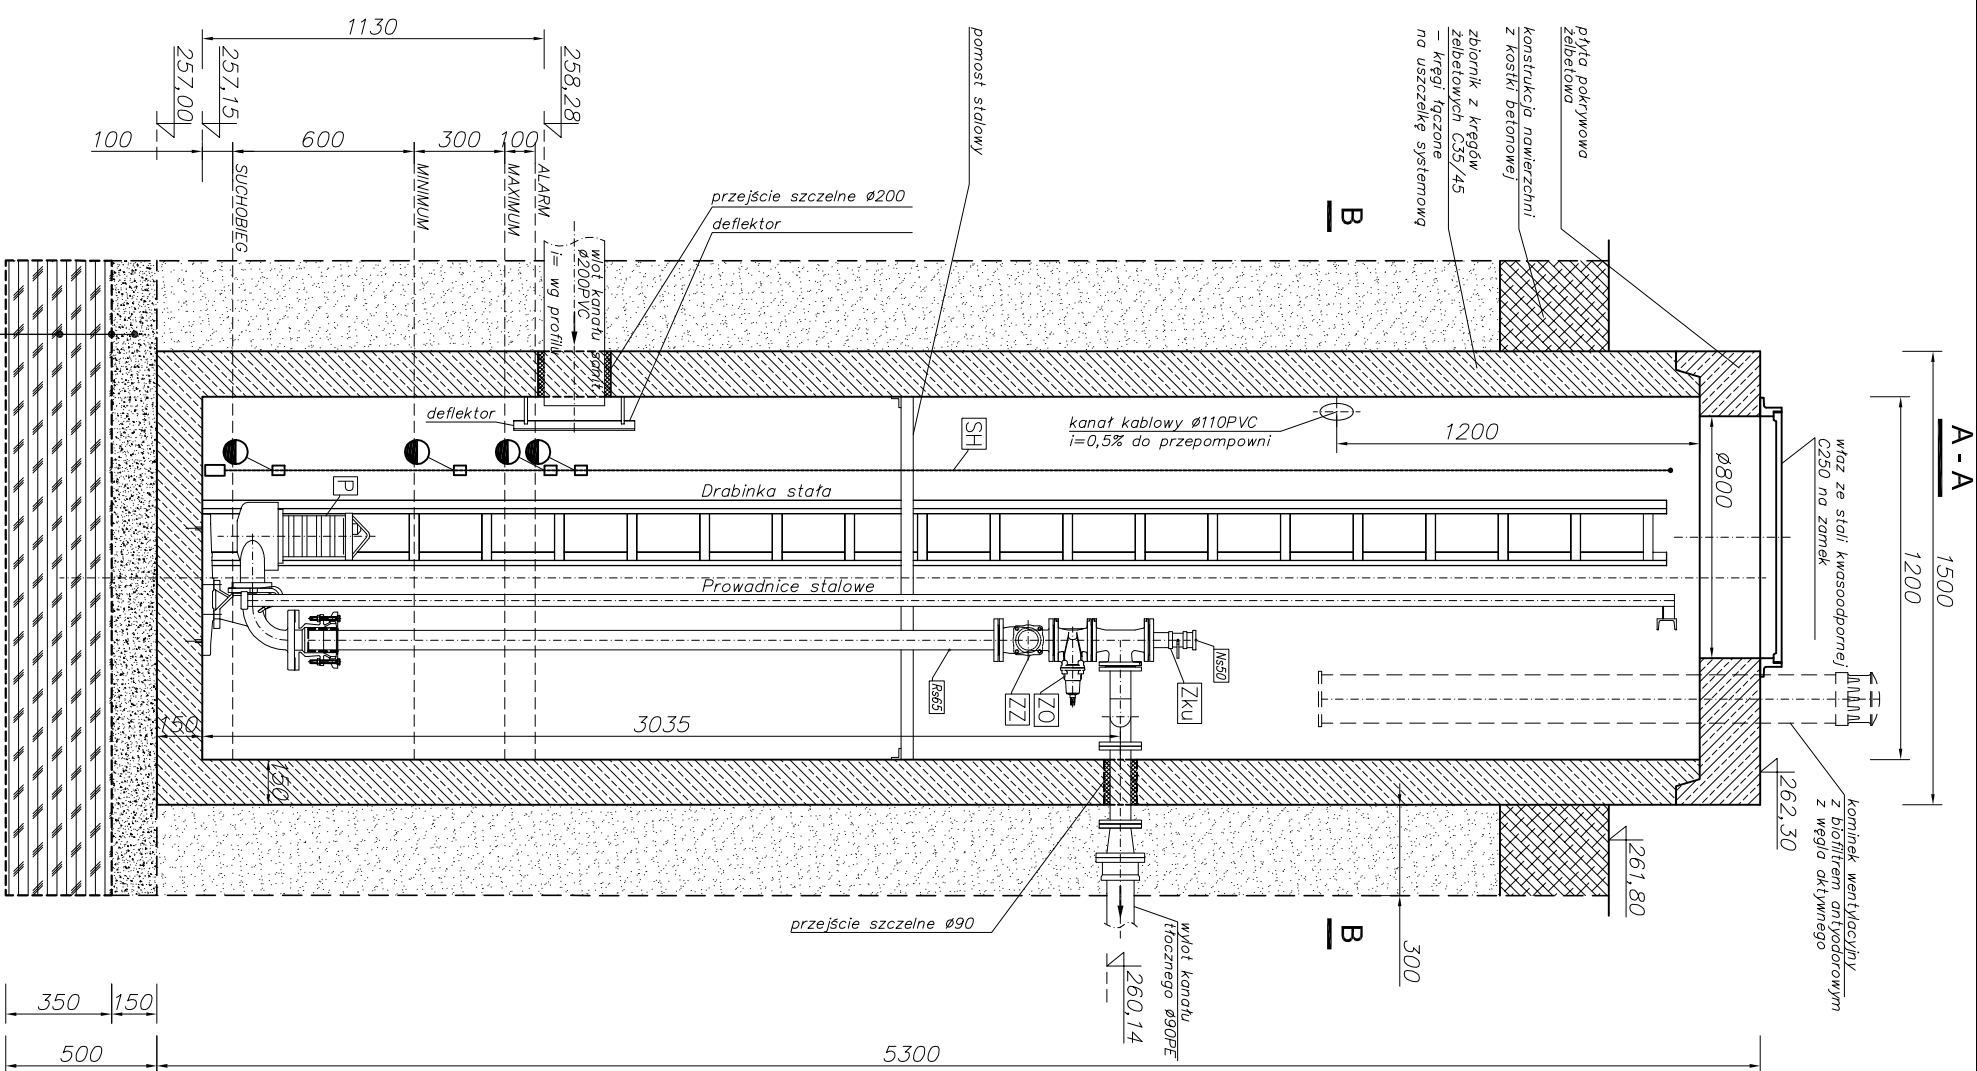 A-A
1500
1200
właz ze stali kwasoodpornej
C250 na zamek
kominek wentylacyjny
z biofiltrem antyodorowym
z węgla aktywnego
płyta pokrywowa
żelbetowa
konstrukcja nawierzchni
z kostki betonowej
zbiornik z kręgów
żelbetowych C35/45
- kręgi łączone
na uszczelkę systemową
B
B
Ø800
1200
262,30
261,80
300
kanał kablowy Ø110PVC
i=0,5% do przepompowni
SH
pomost stalowy
Drabinka stała
Prowadnice stalowe
Ns50
Zku
ZO
ZZ
Rs65
P
3035
150
150
wylot kanału
tłocznego Ø90PE
260,14
przejście szczelne Ø90
przejście szczelne Ø200
deflektor
deflektor
wlot kanału sanit
Ø200PVC
i= wg profilu
1130
258,28
257,15
257,00
100
600
300
100
ALARM
MAXIMUM
MINIMUM
SUCHOBIEG
350
150
500
5300